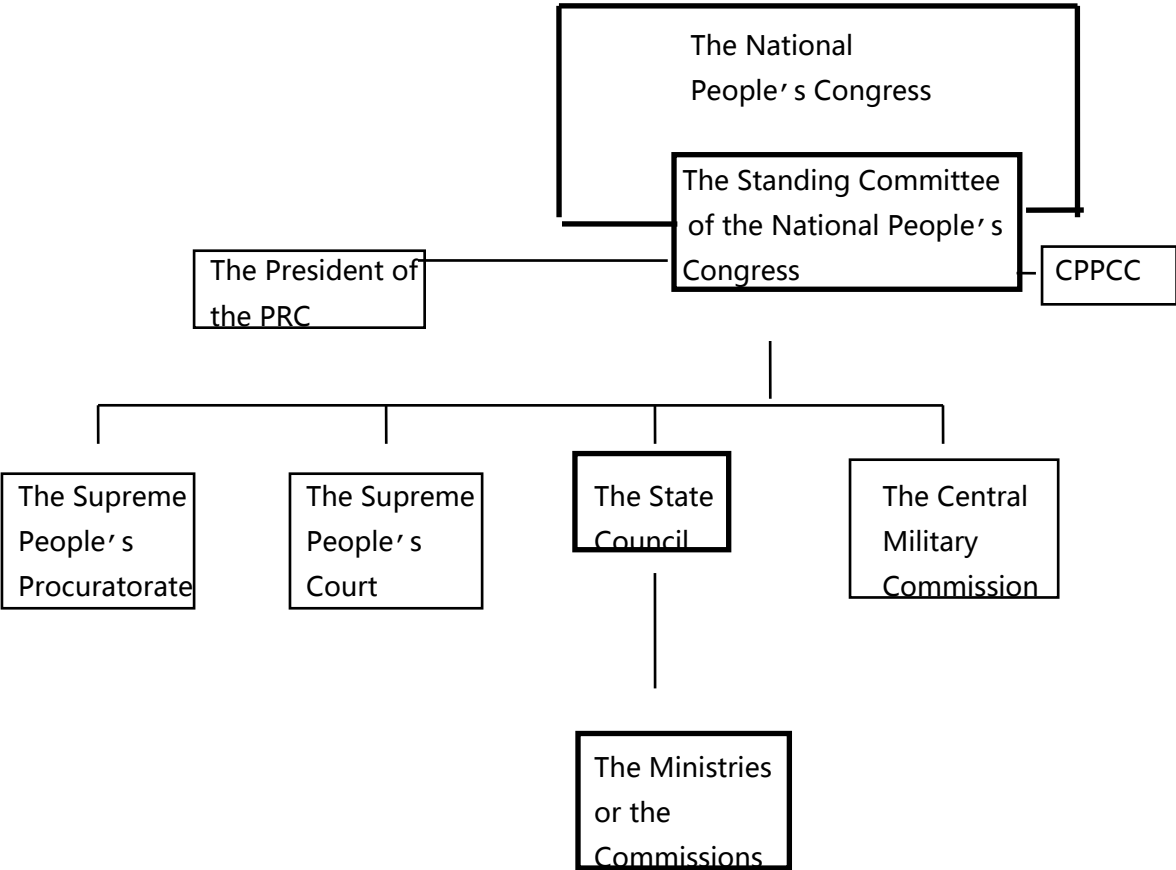 The National
People’s Congress
The Standing Committee
of the National People’s
Congress
The President of
the PRC
CPPCC
The Supreme
People’s
Procuratorate
The Supreme
People’s
Court
The State
Council
The Central
Military
Commission
The Ministries
or the
Commissions